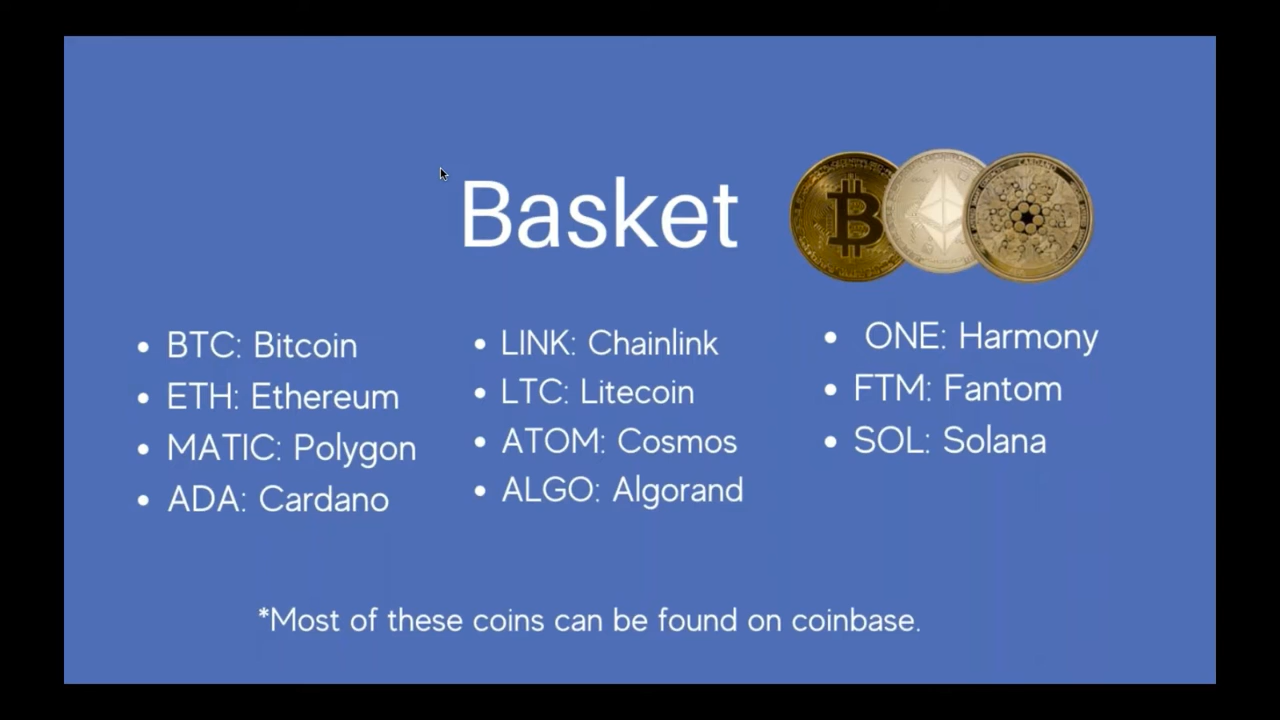 Basket
• BTC: Bitcoin
• ETH: Ethereum
• MATIC: Polygon
• ADA: Cardano
• LINK: Chainlink
• LTC: Litecoin
• ATOM: Cosmos
• ALGO: Algorand
• ONE: Harmony
• FTM: Fantom
• SOL: Solana
*Most of these coins can be found on coinbase.